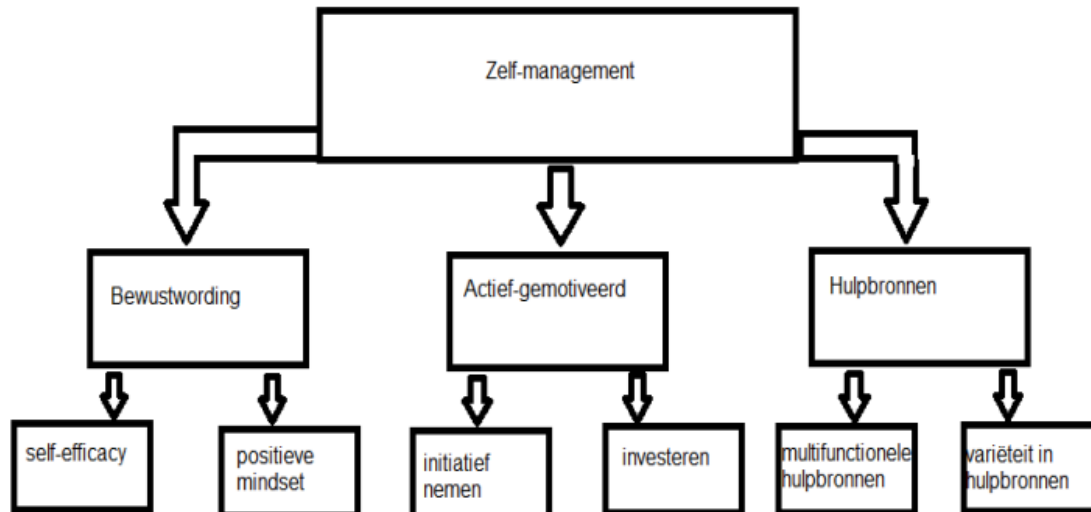 Zelf-management
Bewustwording
Actief-gemotiveerd
Hulpbronnen
self-efficacy
positieve
mindset
initiatief
nemen
investeren
multifunctionele
hulpbronnen
variëteit in
hulpbronnen